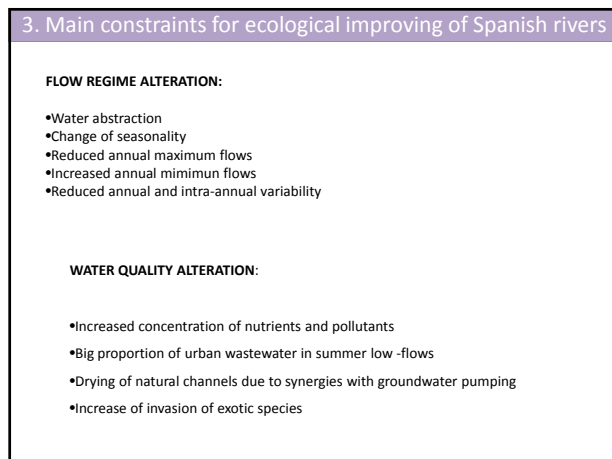 3. Main constraints for ecological improving of Spanish rivers
FLOW REGIME ALTERATION:
•Water abstraction
•Change of seasonality
•Reduced annual maximum flows
•Increased annual mimimun flows
•Reduced annual and intra-annual variability
WATER QUALITY ALTERATION:
•Increased concentration of nutrients and pollutants
•Big proportion of urban wastewater in summer low -flows
•Drying of natural channels due to synergies with groundwater pumping
•Increase of invasion of exotic species